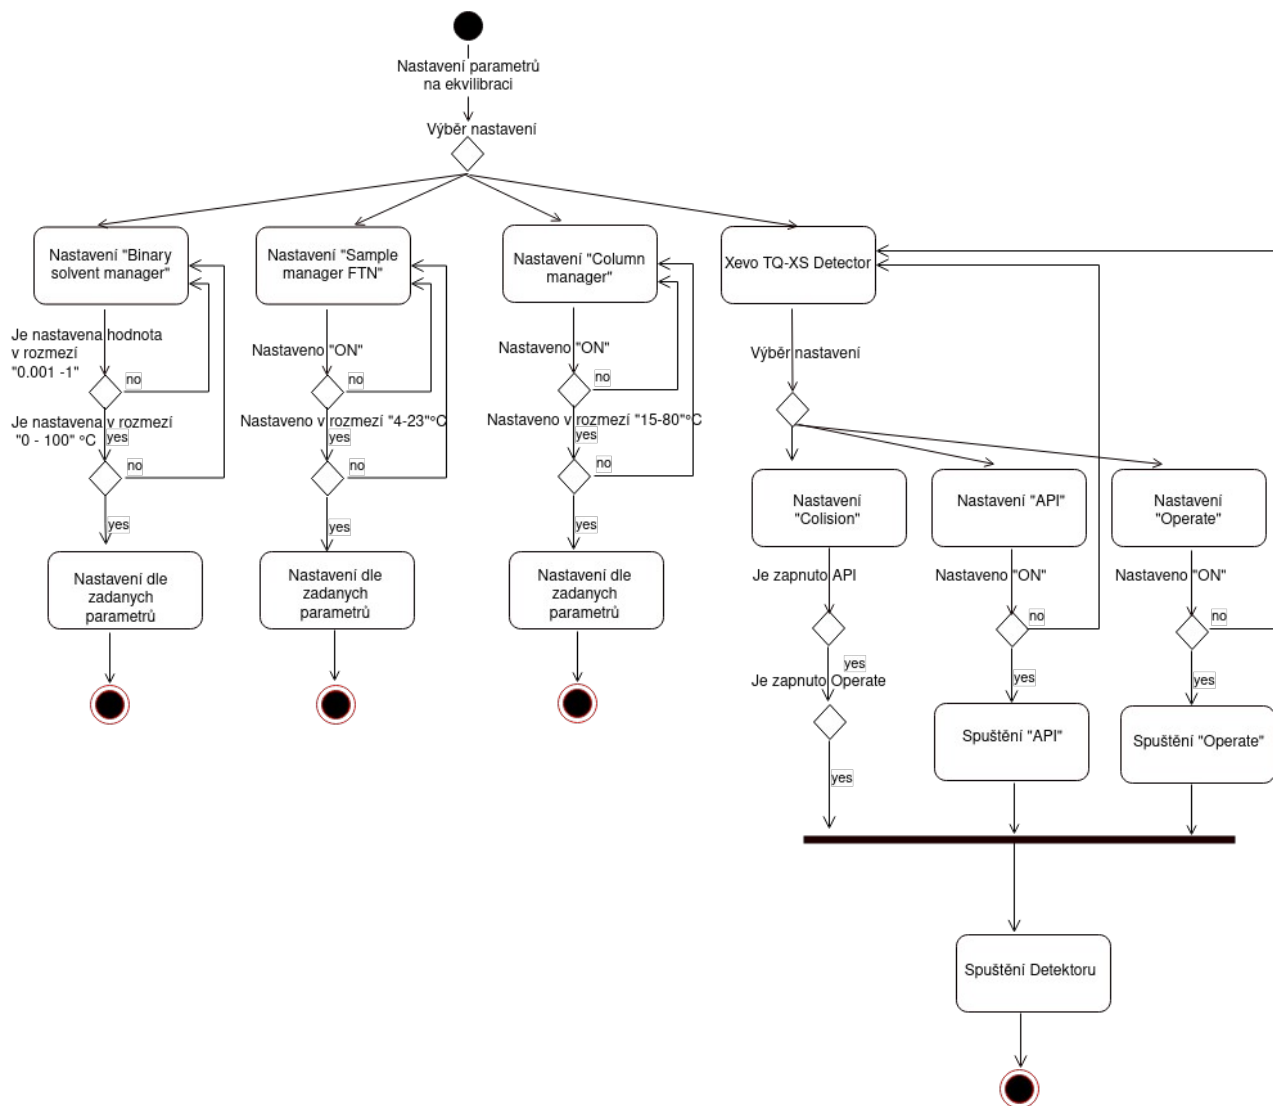 Nastavení parametrů
na ekvilibraci
Výběr nastavení
Nastavení "Binary
solvent manager"
Je nastavena hodnota
v rozmezí
"0.001 -1"
no
Je nastavena v rozmezí
"0 - 100" °C
yes
no
yes
Nastavení dle
zadanych
parametrů
Nastavení "Sample
manager FTN"
Nastaveno "ON"
no
Nastaveno v rozmezí "4-23"°C
yes
no
yes
Nastavení dle
zadanych
parametrů
Nastavení "Column
manager"
Nastaveno "ON"
no
Nastaveno v rozmezí "15-80"°C
yes
no
yes
Nastavení dle
zadanych
parametrů
Xevo TQ-XS Detector
Výběr nastavení
Nastavení
"Colision"
Je zapnuto API
yes
Je zapnuto Operate
yes
Nastavení "API"
Nastaveno "ON"
no
yes
Spuštění "API"
Nastavení
"Operate"
Nastaveno "ON"
no
yes
Spuštění "Operate"
Spuštění Detektoru